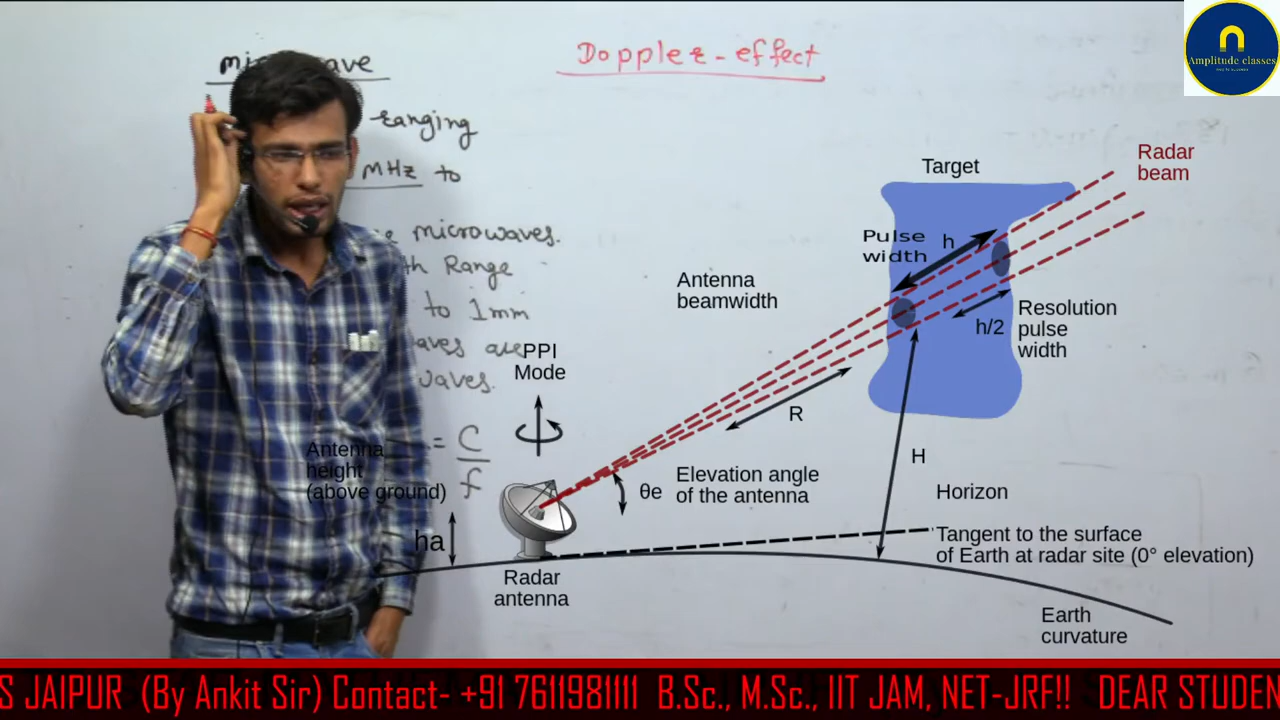 microwave
ranging
MHz to
microwaves.
Range
to 1mm
are
waves.
= C
f
Doppler-effect
Amplitude classes
Target
Radar
beam
Pulse
width
h
Antenna
beamwidth
h/2
Resolution
pulse
width
PPI
Mode
R
Antenna
height
(above ground)
H
θe
Elevation angle
of the antenna
Horizon
ha
Tangent to the surface
of Earth at radar site (0° elevation)
Radar
antenna
Earth
curvature
S JAIPUR (By Ankit Sir) Contact- +91 7611981111 B.Sc., M.Sc., IIT JAM, NET-JRF!! DEAR STUDEN